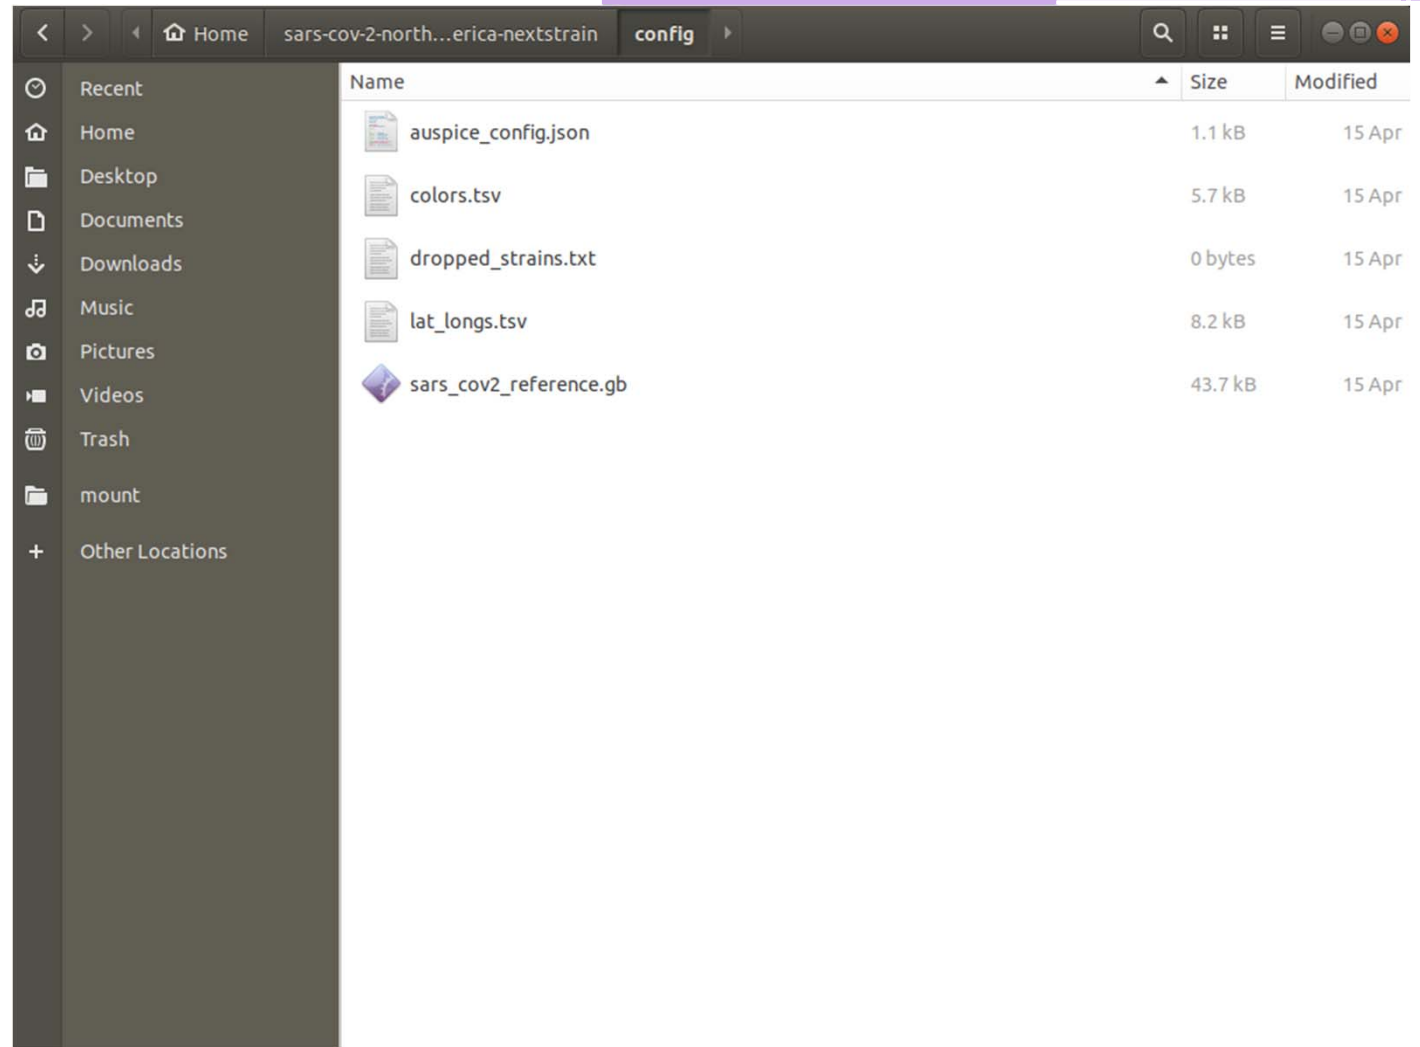 Home sars-cov-2-north...erica-nextstrain config
Recent
Home
Desktop
Documents
Downloads
Music
Pictures
Videos
Trash
mount
Other Locations
Name Size Modified
auspice_config.json 1.1 kB 15 Apr
colors.tsv 5.7 kB 15 Apr
dropped_strains.txt 0 bytes 15 Apr
lat_longs.tsv 8.2 kB 15 Apr
sars_cov2_reference.gb 43.7 kB 15 Apr